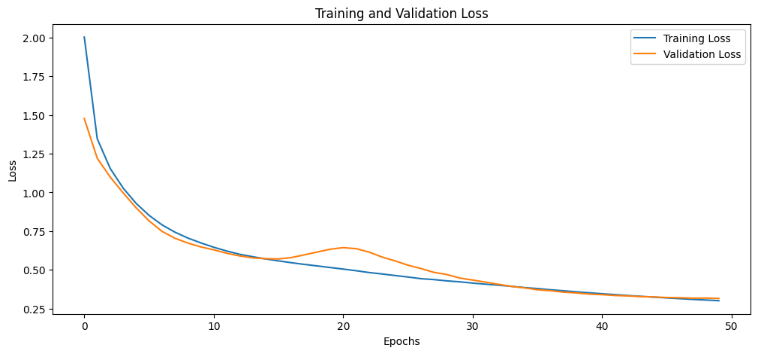 Training and Validation Loss
Training Loss
Validation Loss
2.00
1.75
1.50
1.25
1.00
0.75
0.50
0.25
Loss
0 10 20 30 40 50
Epochs